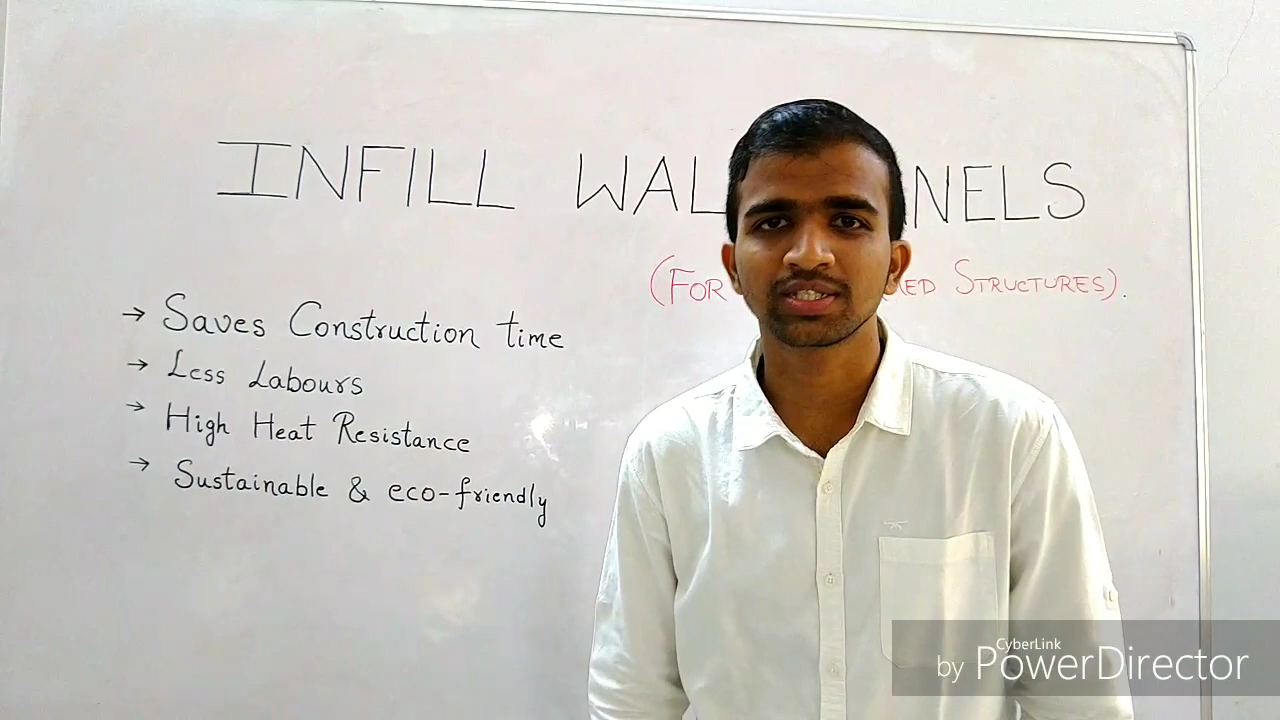 INFILL WAL NELS
(FOR ED STRUCTURES).
→ Saves Construction time
→ Less Labours
→ High Heat Resistance
→ Sustainable & eco-friendly
CyberLink
by PowerDirector